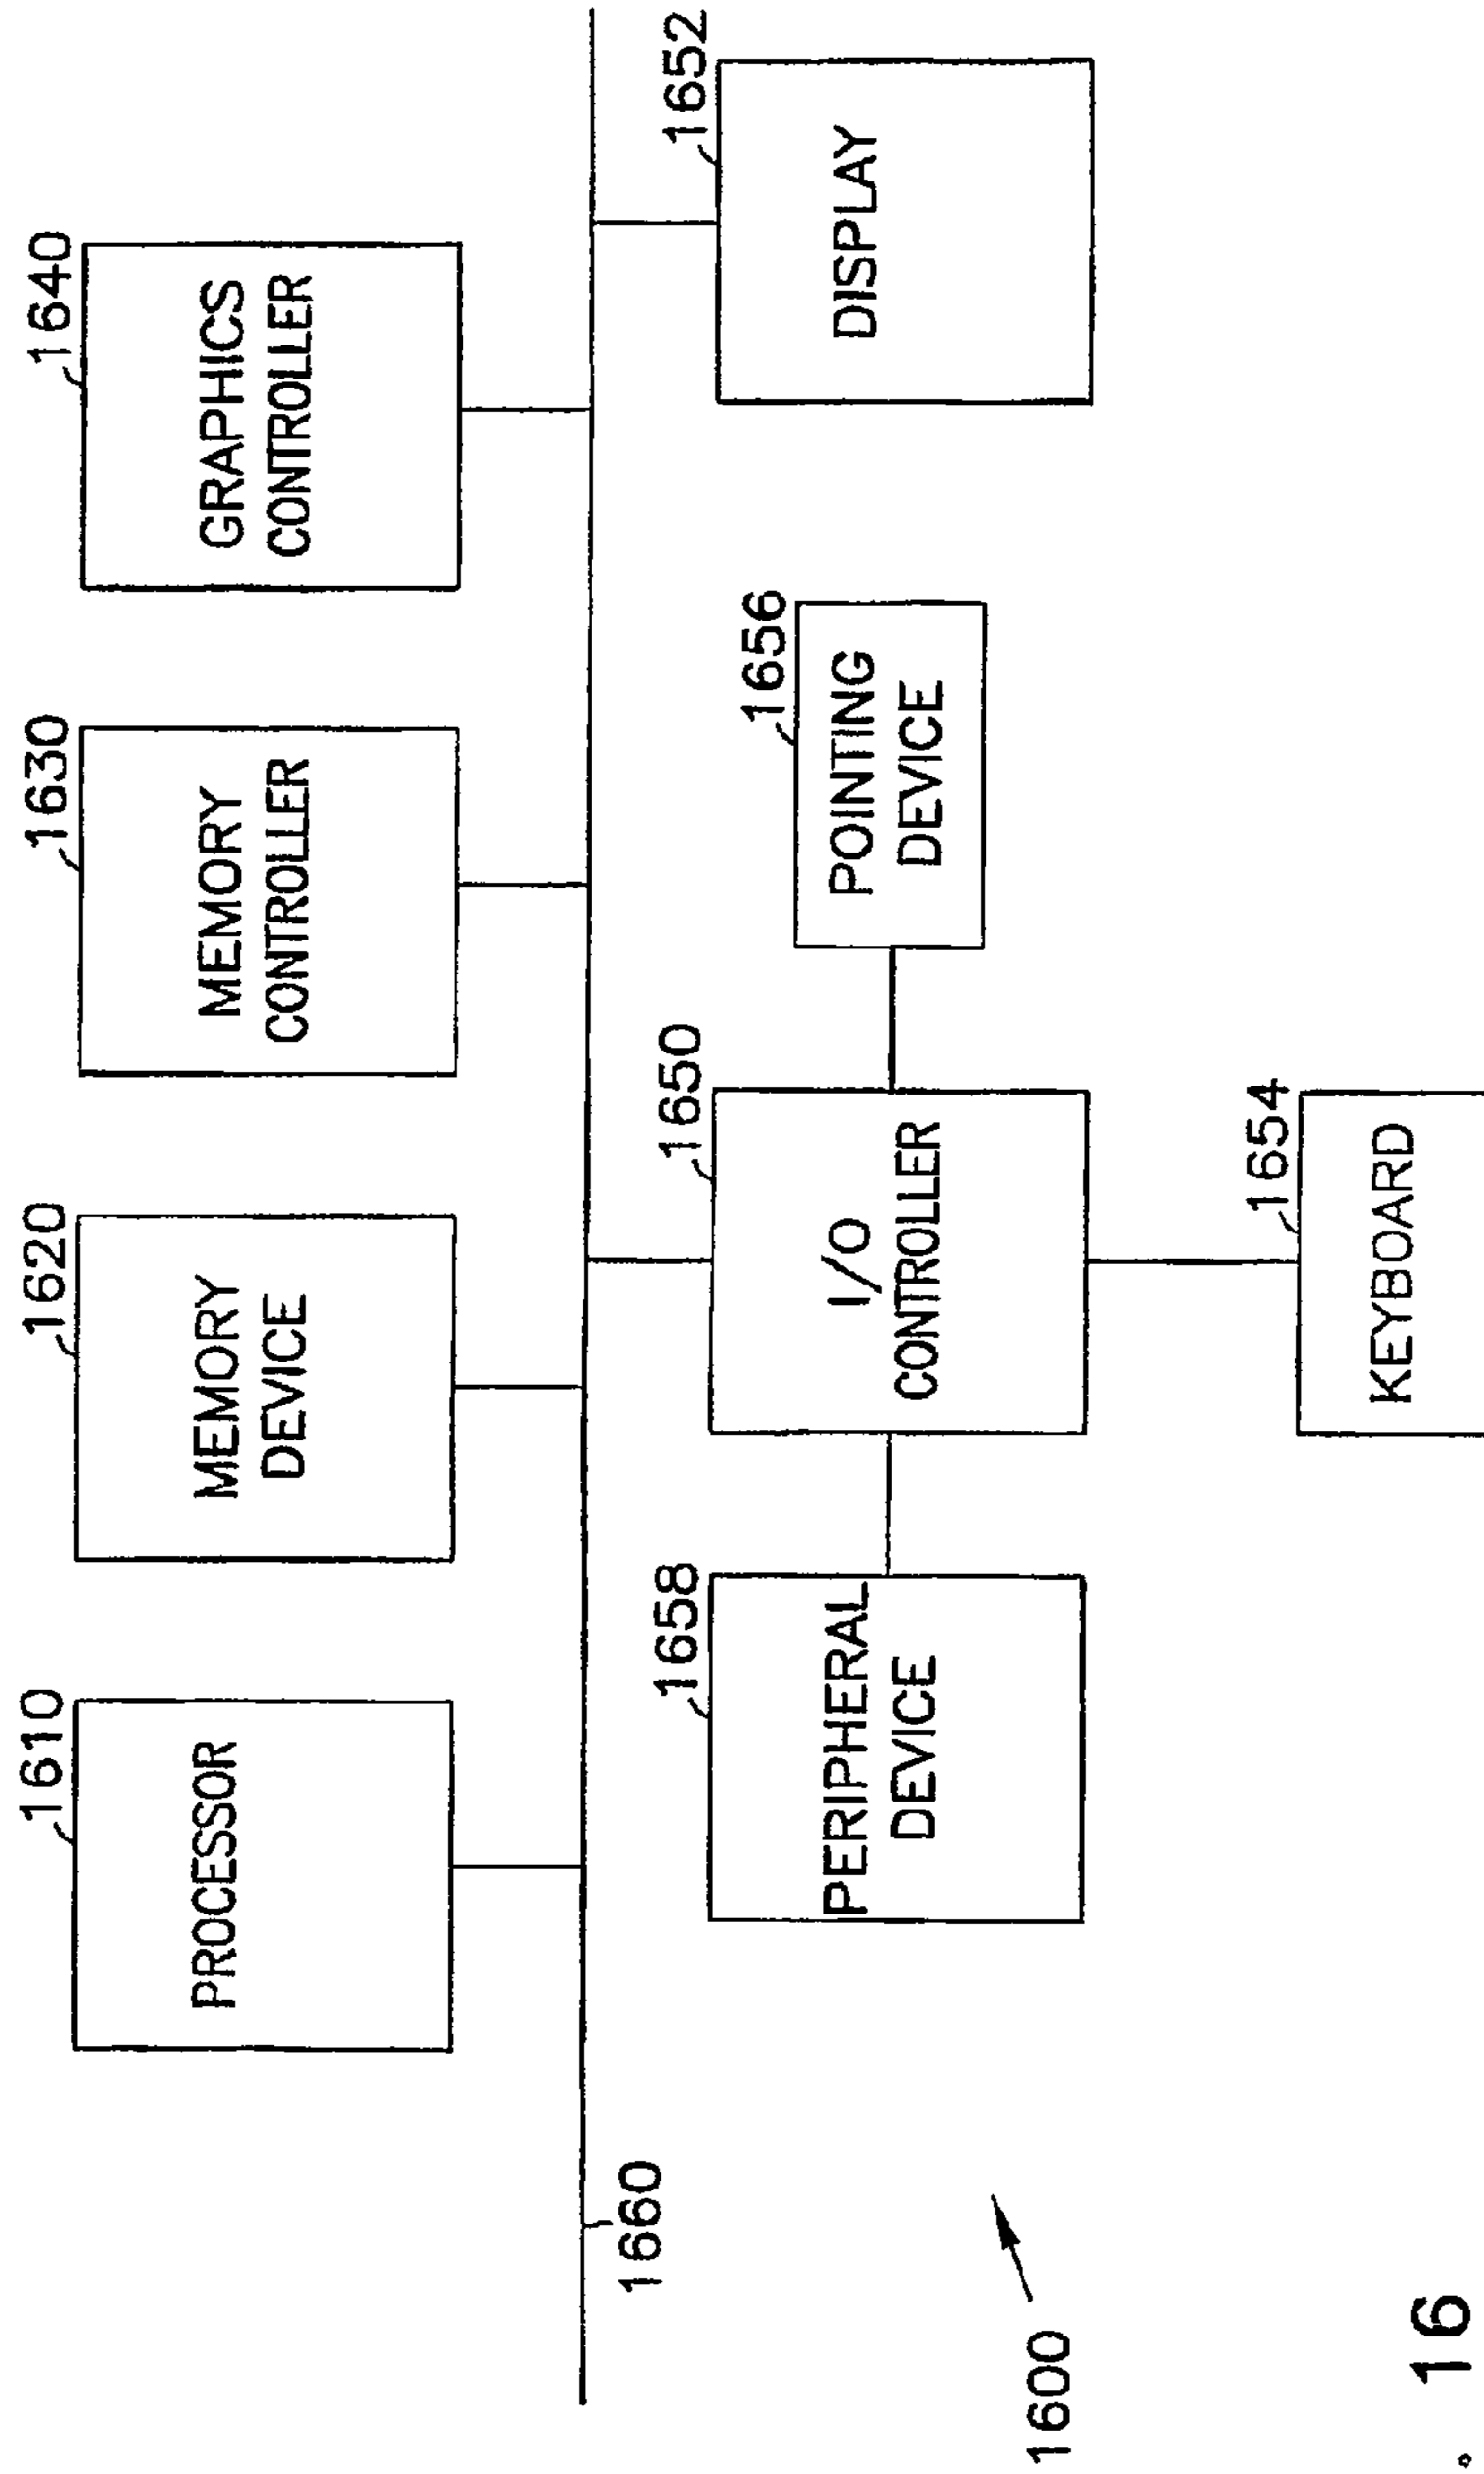 1610
PROCESSOR
1620
MEMORY
DEVICE
1630
MEMORY
CONTROLLER
1640
GRAPHICS
CONTROLLER
1660
1658
PERIPHERAL
DEVICE
1650
I/O
CONTROLLER
1656
POINTING
DEVICE
1652
DISPLAY
1600
1654
KEYBOARD
. 16